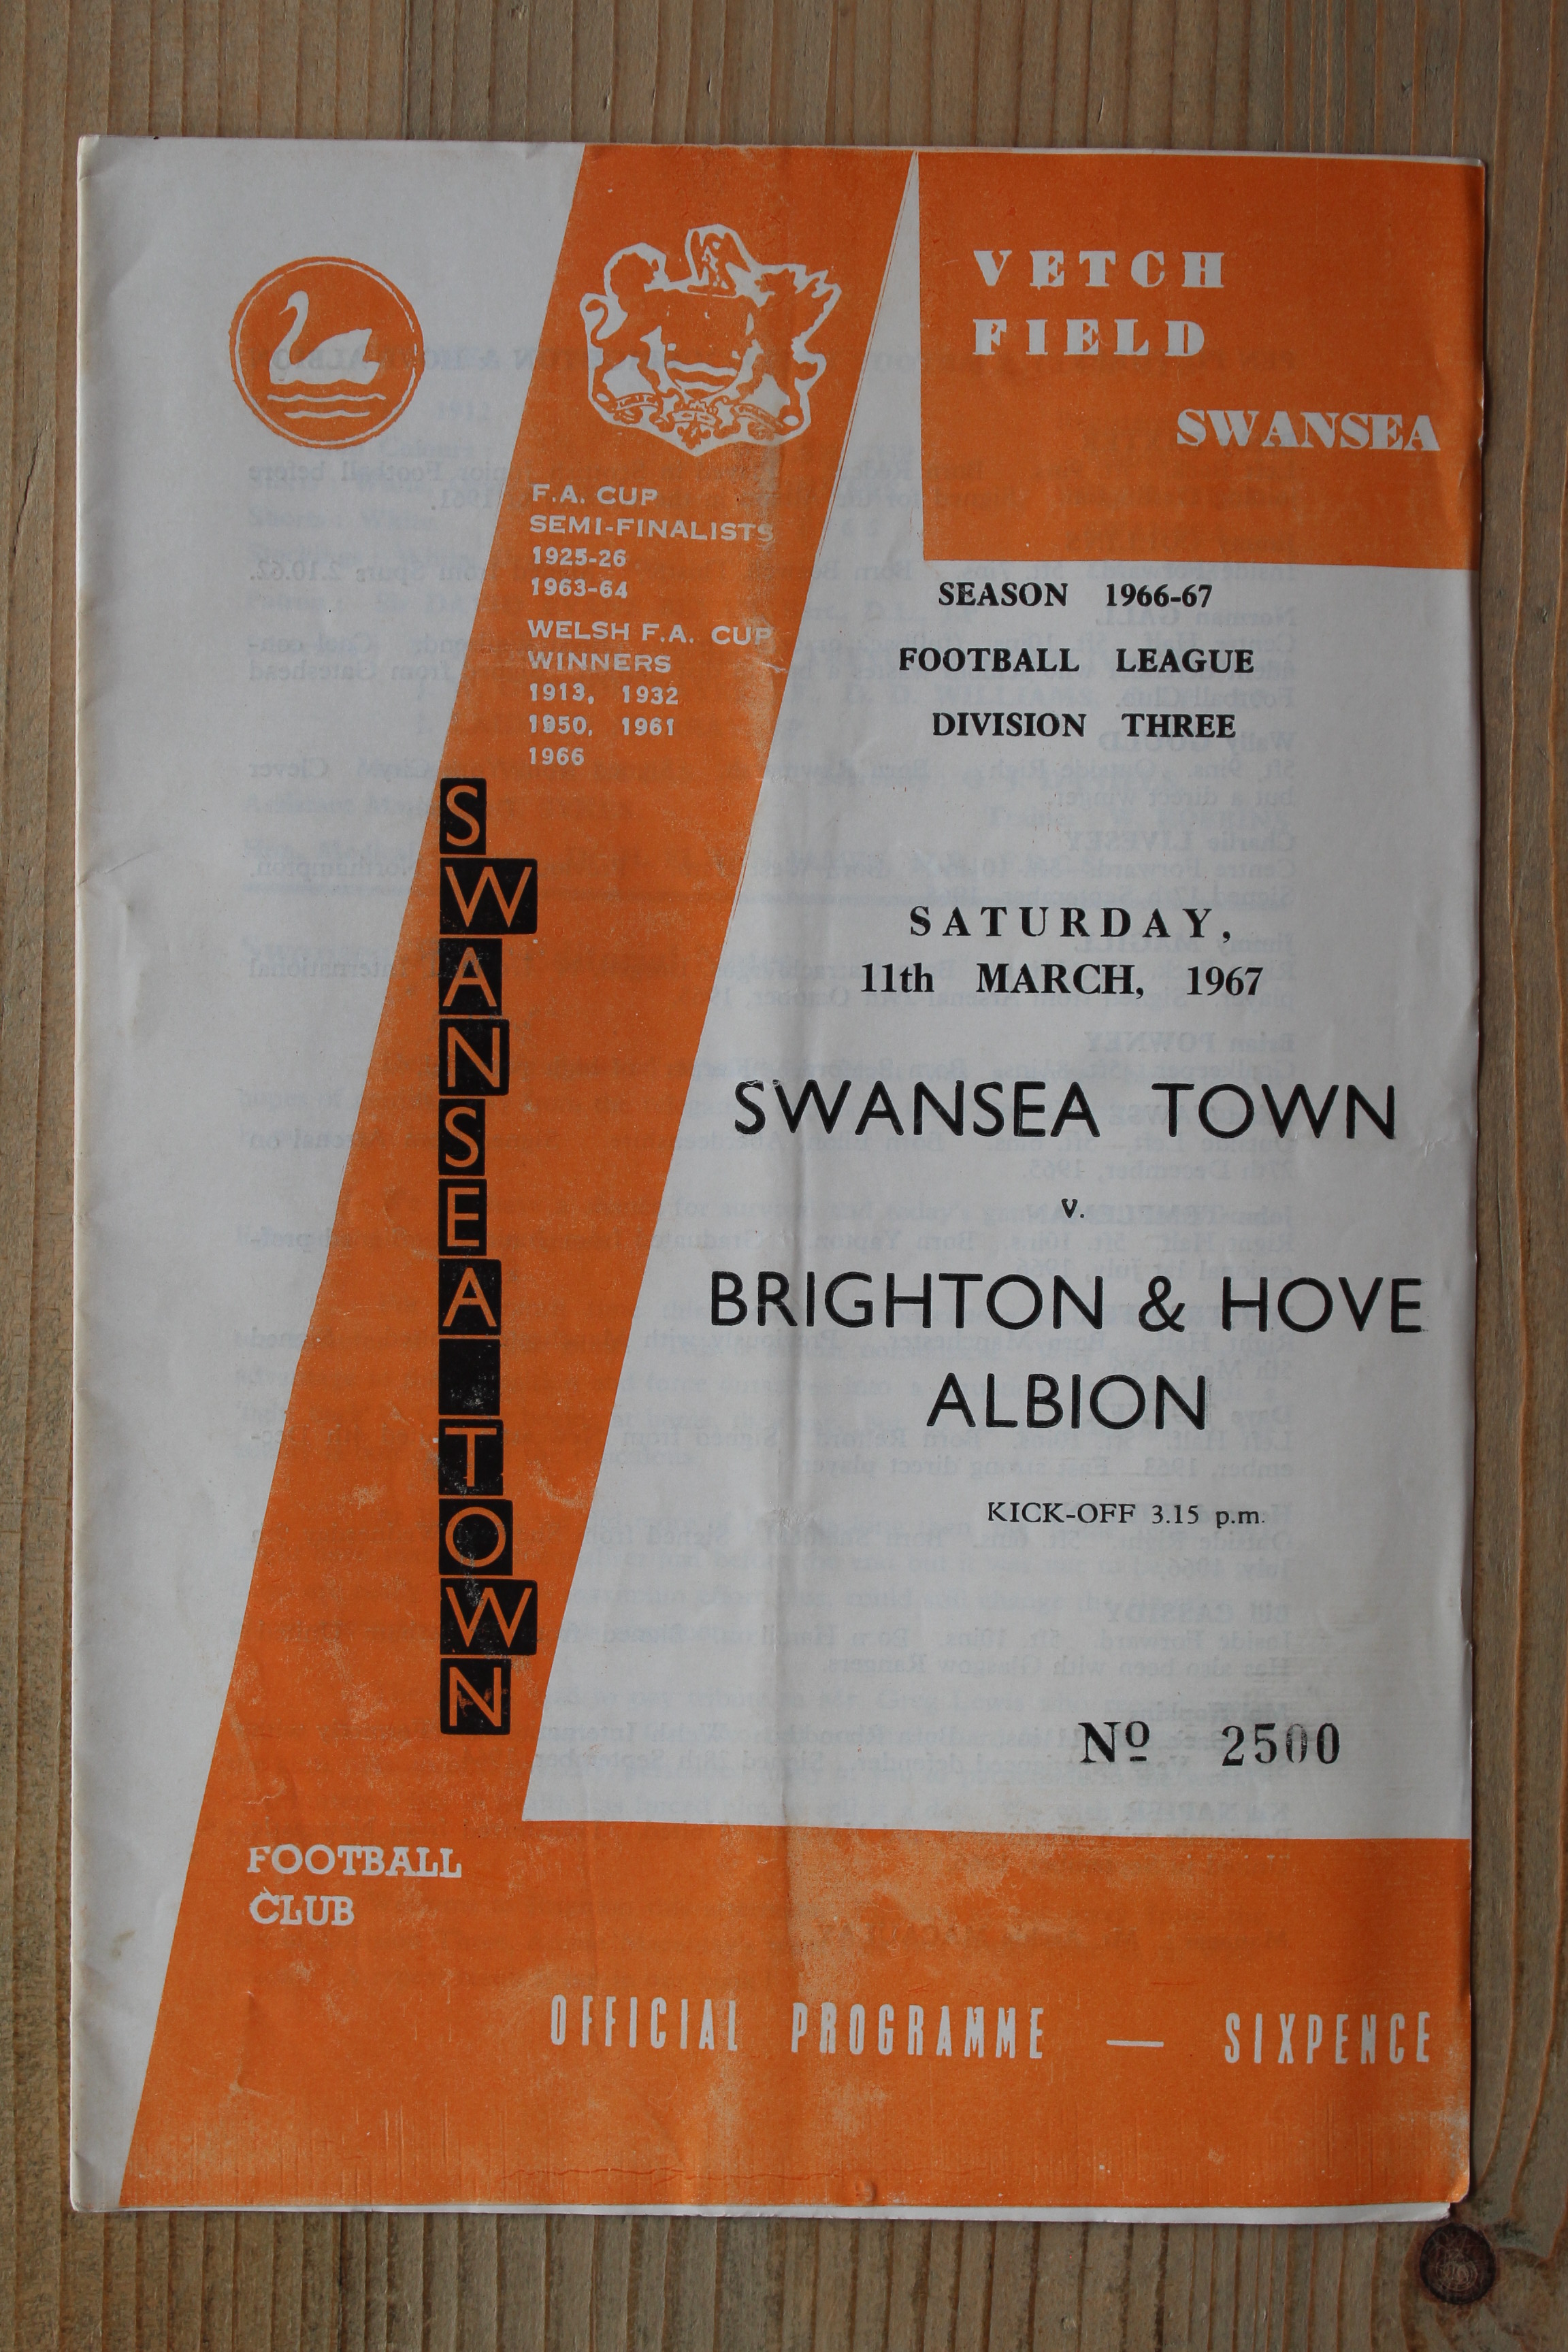 VETCH
FIELD
SWANSEA
F.A. CUP
SEMI-FINALISTS
1925-26
1963-64
WELSH F.A. CUP
WINNERS
1913, 1932
1950, 1961
1966
SEASON 1966-67
FOOTBALL LEAGUE
DIVISION THREE
SATURDAY,
11th MARCH, 1967
SWANSEA TOWN
v.
BRIGHTON & HOVE
ALBION
KICK-OFF 3.15 p.m.
Nº 2500
SWANSEA TOWN
FOOTBALL
CLUB
OFFICIAL PROGRAMME — SIXPENCE